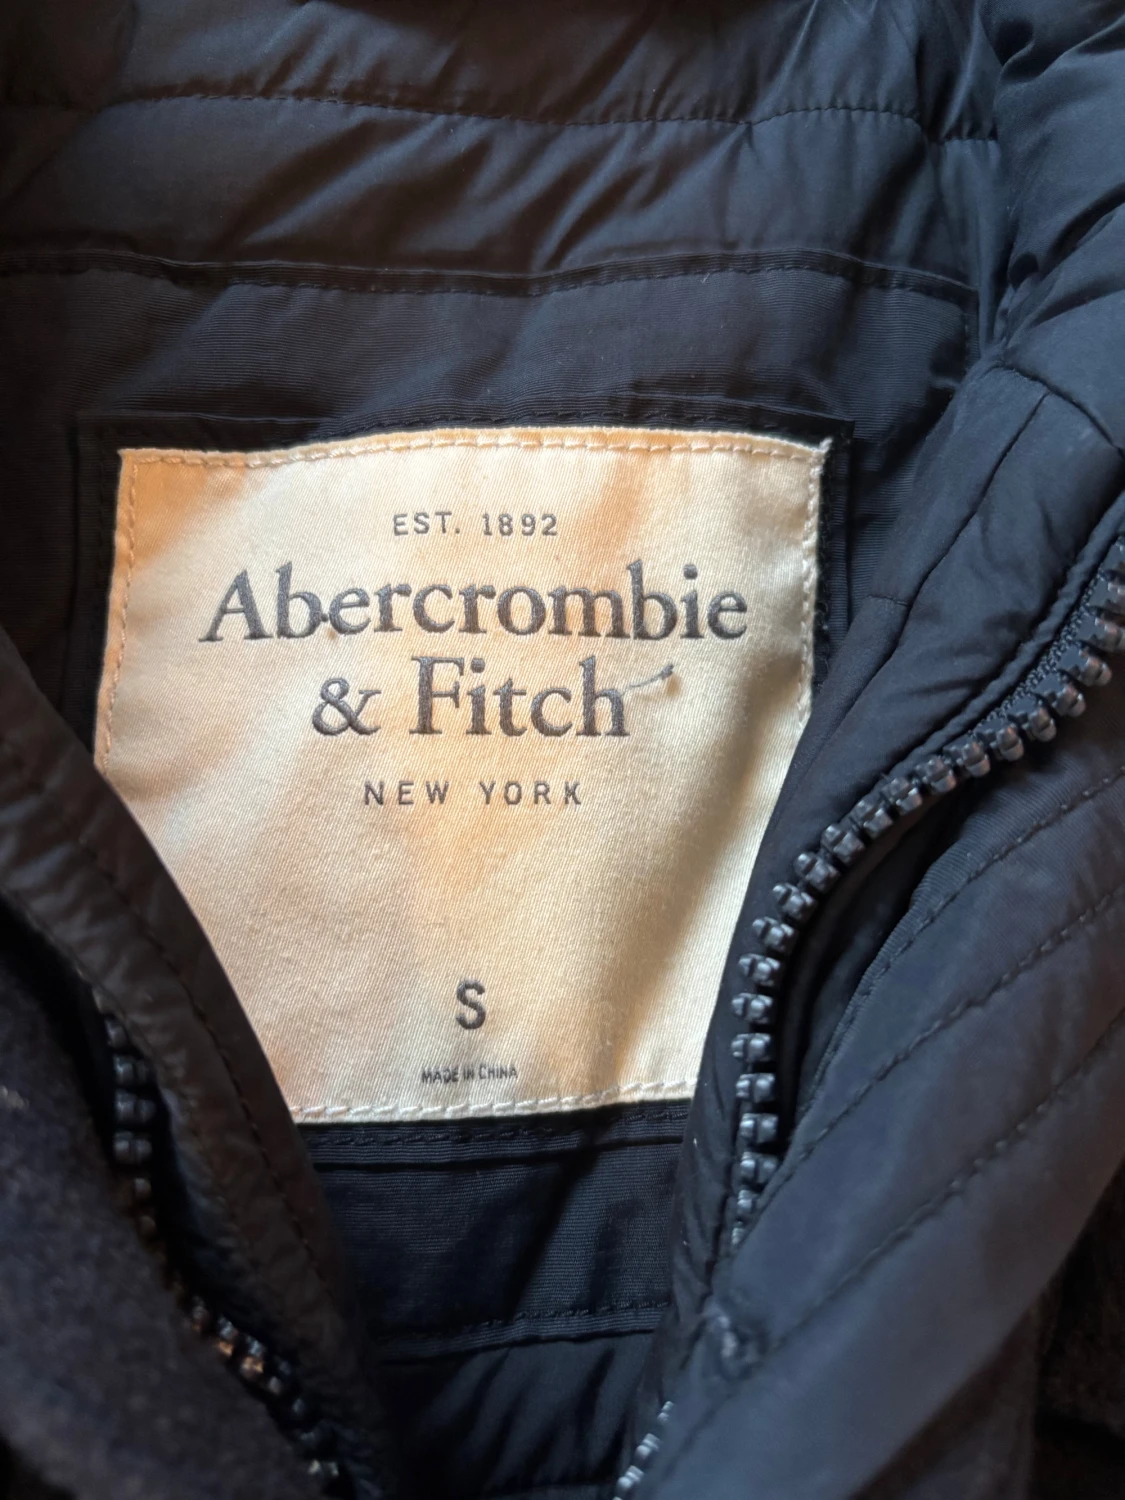 EST. 1892
Abercrombie
& Fitch
NEW YORK
S
MADE IN CHINA